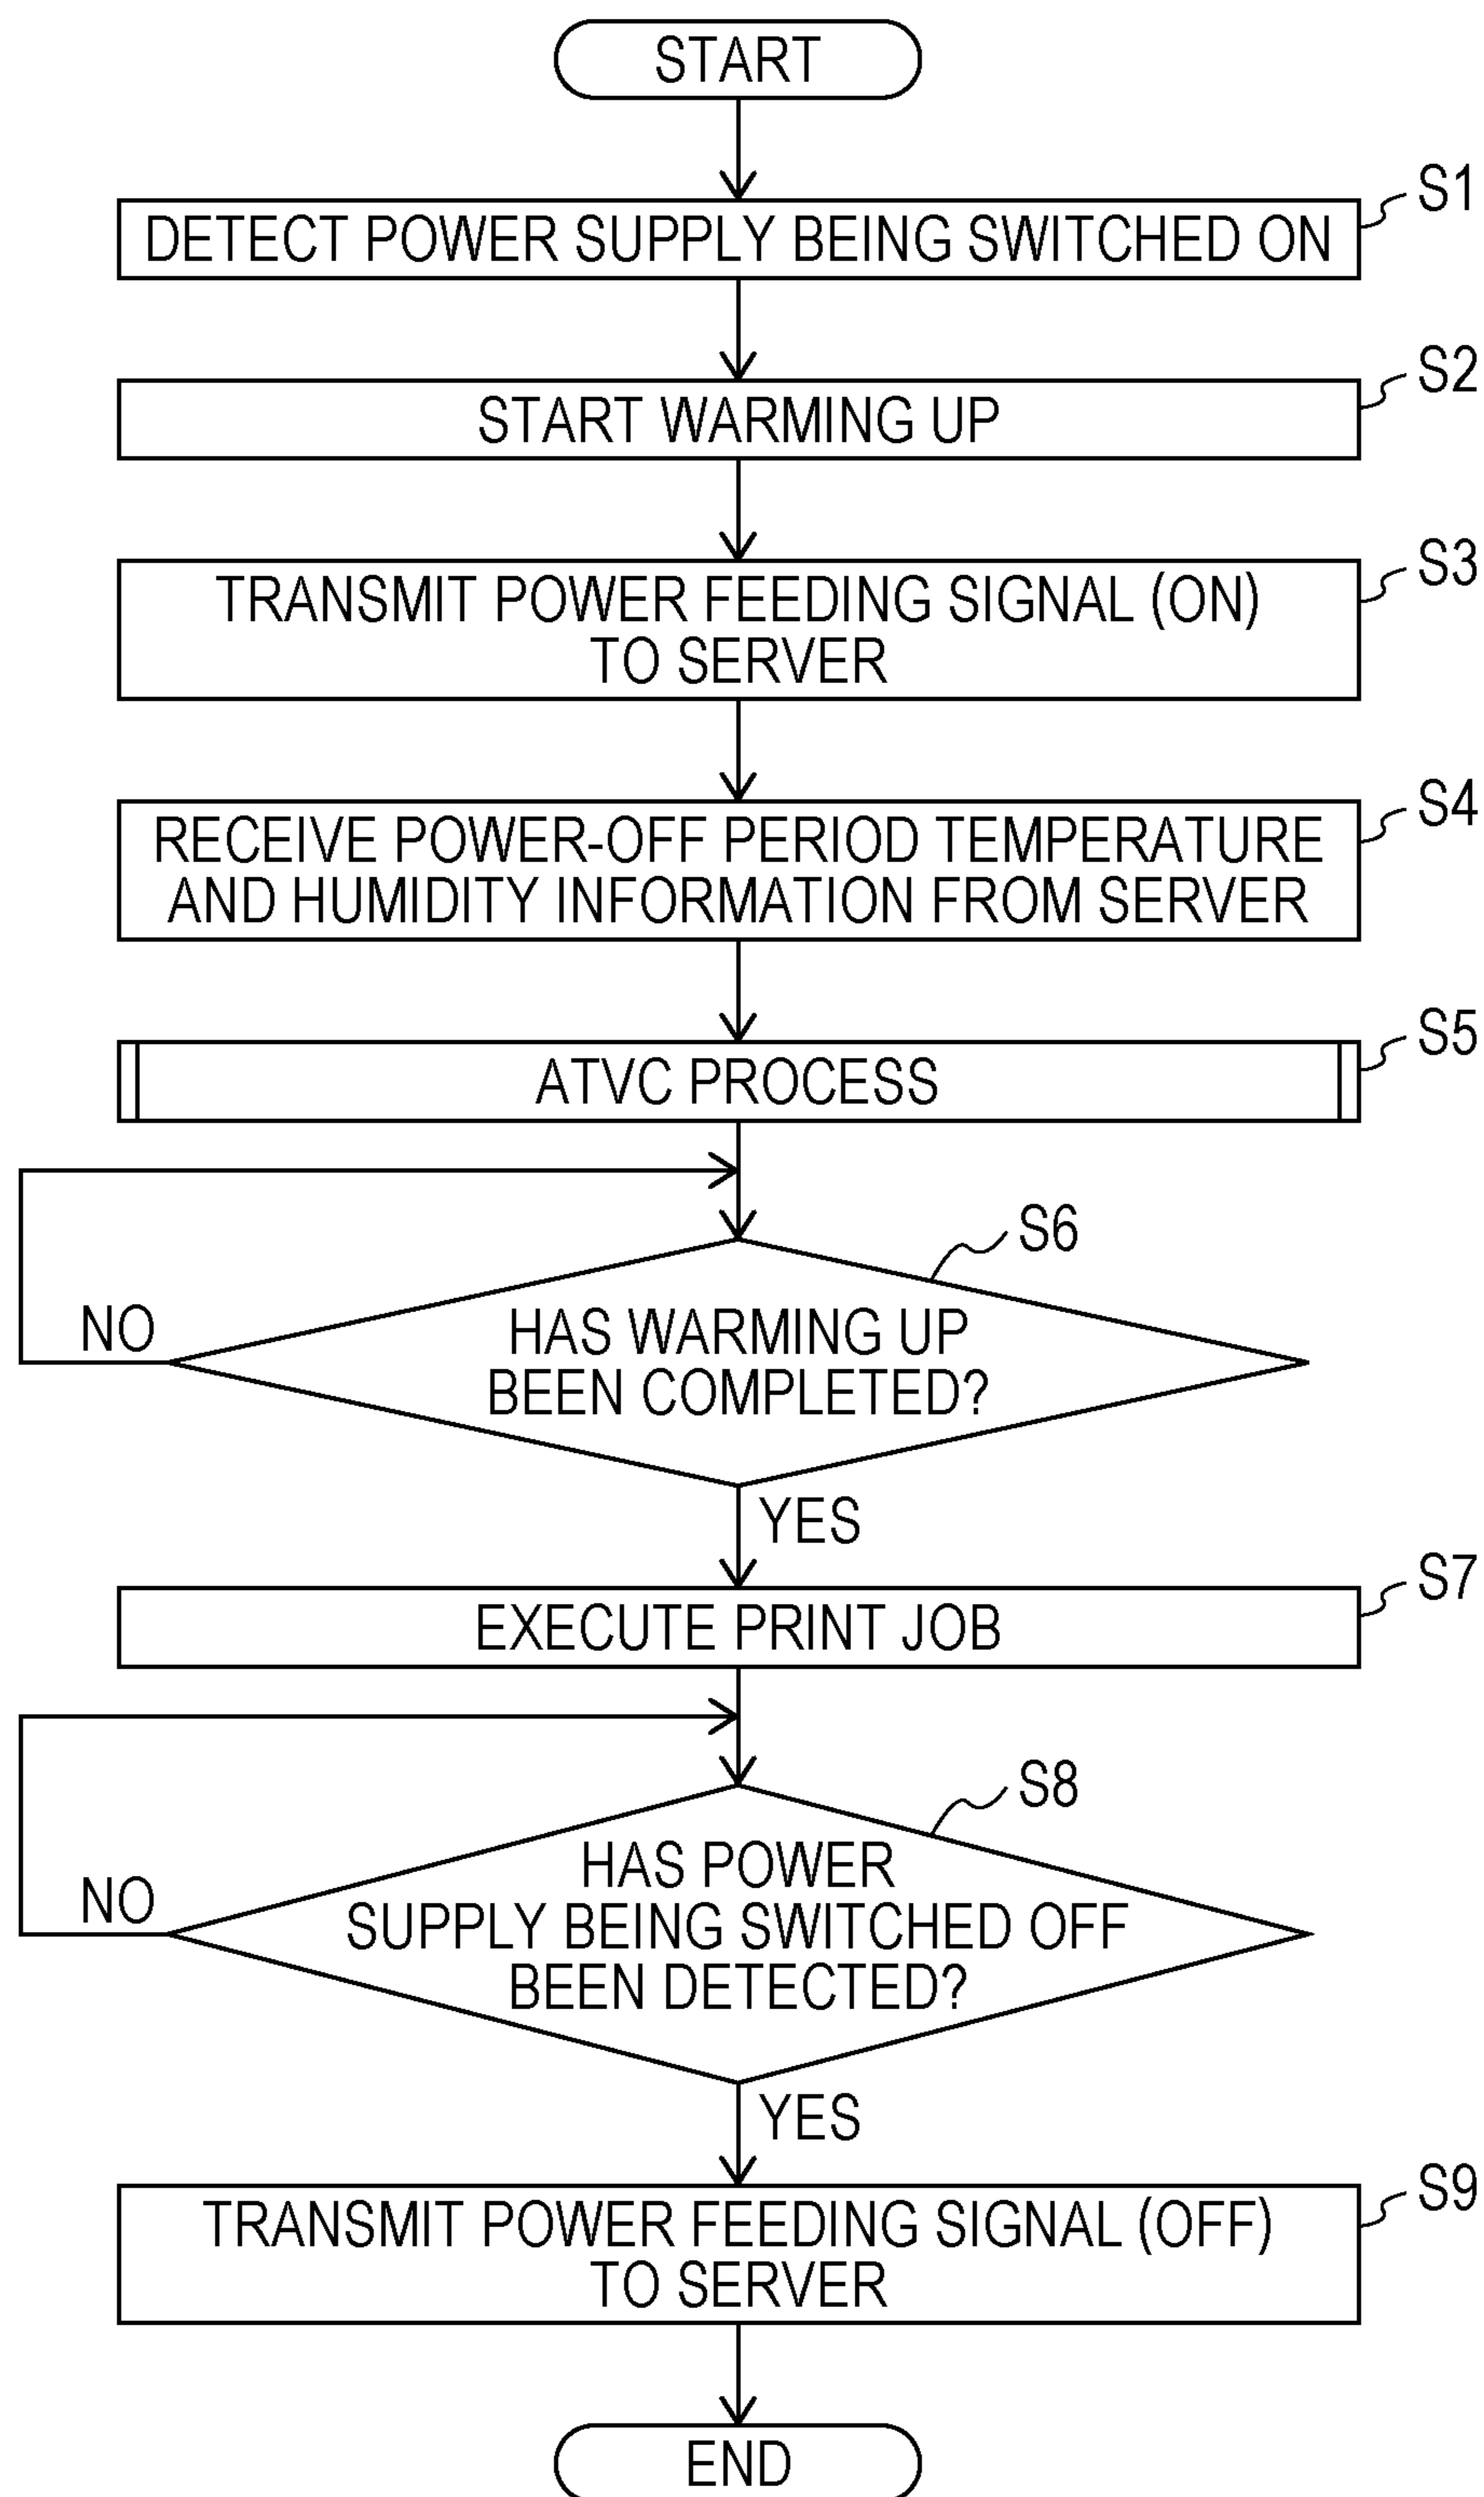 START
S1
DETECT POWER SUPPLY BEING SWITCHED ON
S2
START WARMING UP
S3
TRANSMIT POWER FEEDING SIGNAL (ON)
TO SERVER
S4
RECEIVE POWER-OFF PERIOD TEMPERATURE
AND HUMIDITY INFORMATION FROM SERVER
S5
ATVC PROCESS
S6
NO
HAS WARMING UP
BEEN COMPLETED?
YES
S7
EXECUTE PRINT JOB
S8
HAS POWER
NO
SUPPLY BEING SWITCHED OFF
BEEN DETECTED?
YES
S9
TRANSMIT POWER FEEDING SIGNAL (OFF)
TO SERVER
END